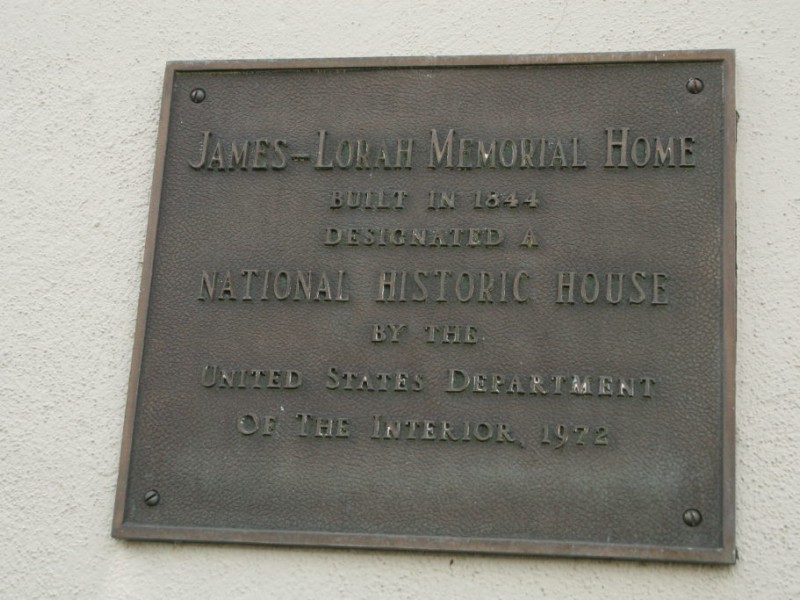 JAMES-LORAH MEMORIAL HOME
BUILT IN 1844
DESIGNATED A
NATIONAL HISTORIC HOUSE
BY THE
UNITED STATES DEPARTMENT
OF THE INTERIOR, 1972